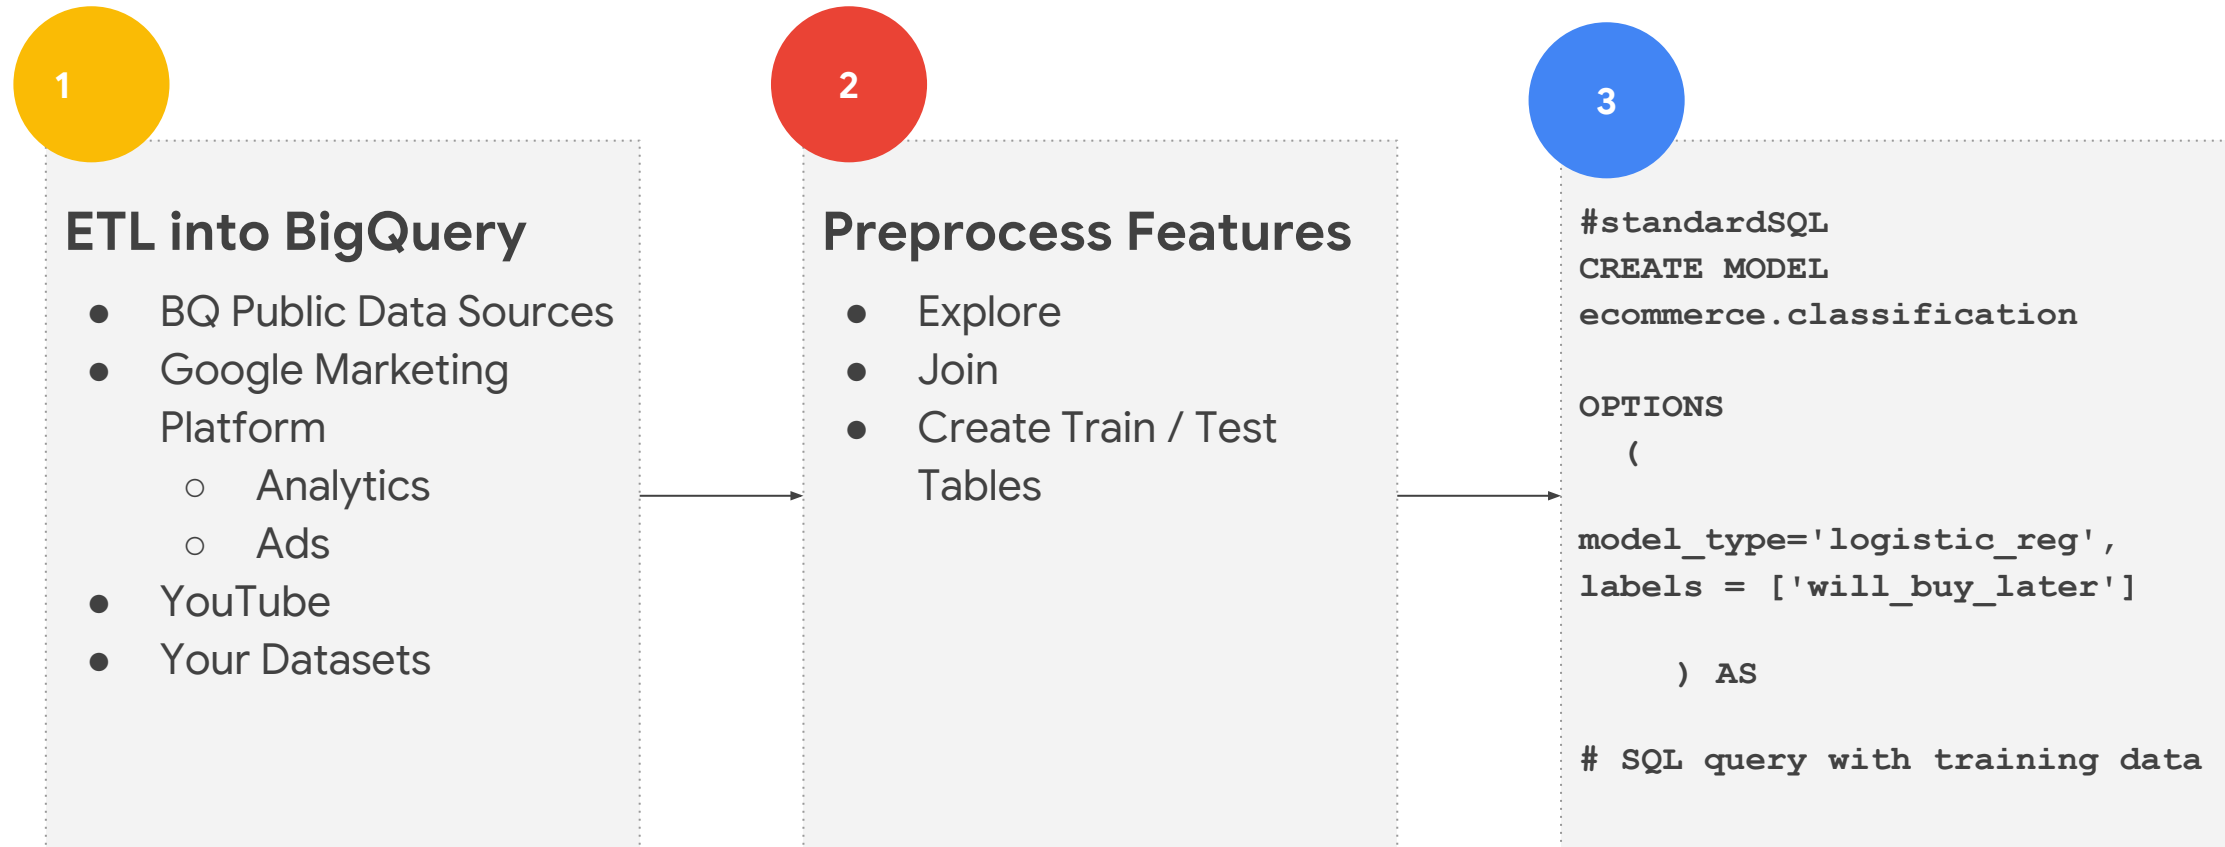 1
ETL into BigQuery
● BQ Public Data Sources
● Google Marketing
Platform
○ Analytics
○ Ads
● YouTube
● Your Datasets
2
Preprocess Features
● Explore
● Join
● Create Train / Test
Tables
3
#standardSQL
CREATE MODEL
ecommerce.classification
OPTIONS
(
model_type='logistic_reg',
labels = ['will_buy_later']
) AS
# SQL query with training data